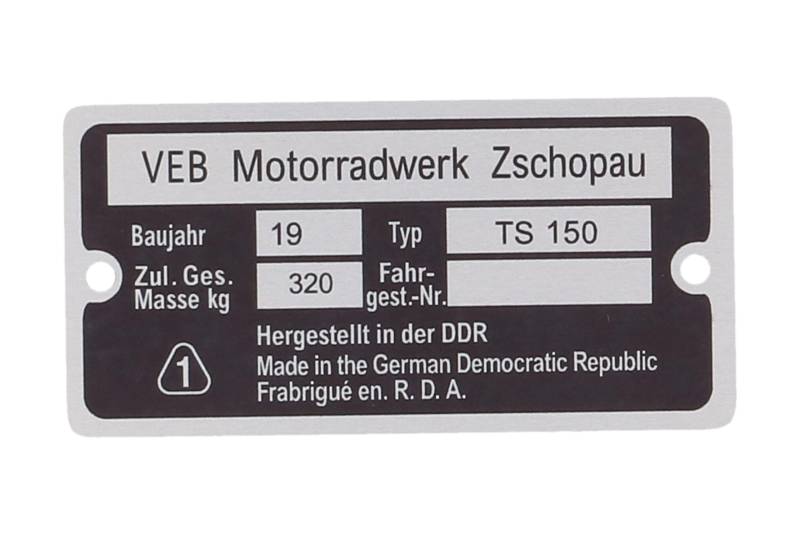 VEB Motorradwerk Zschopau
Baujahr 19 Typ TS 150
Zul. Ges. Masse kg 320 Fahr-
gest.-Nr.
Hergestellt in der DDR
1 Made in the German Democratic Republic
Frabrigué en. R. D. A.